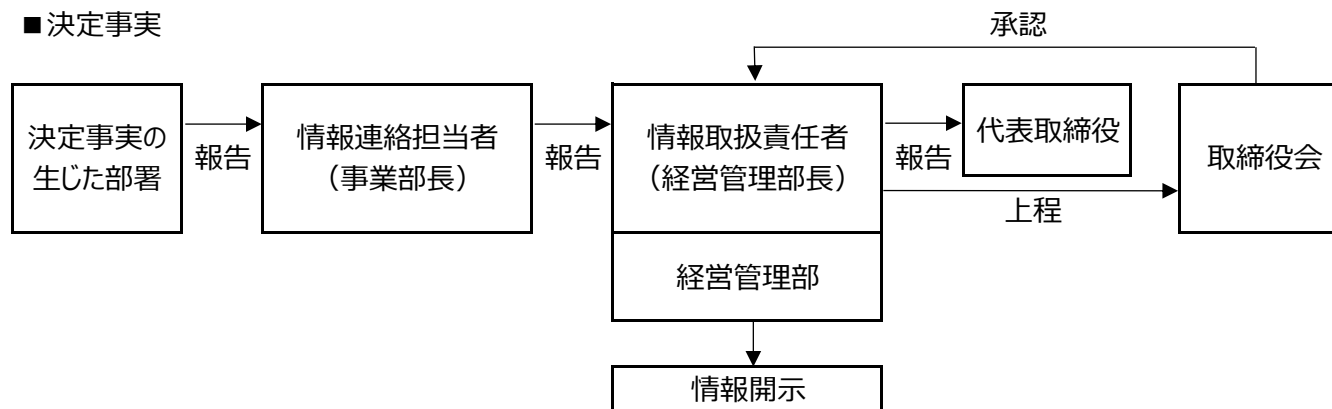 ■決定事実
承認
決定事実の
生じた部署
報告
情報連絡担当者
（事業部長）
報告
情報取扱責任者
（経営管理部長）
報告
代表取締役
上程
取締役会
経営管理部
情報開示